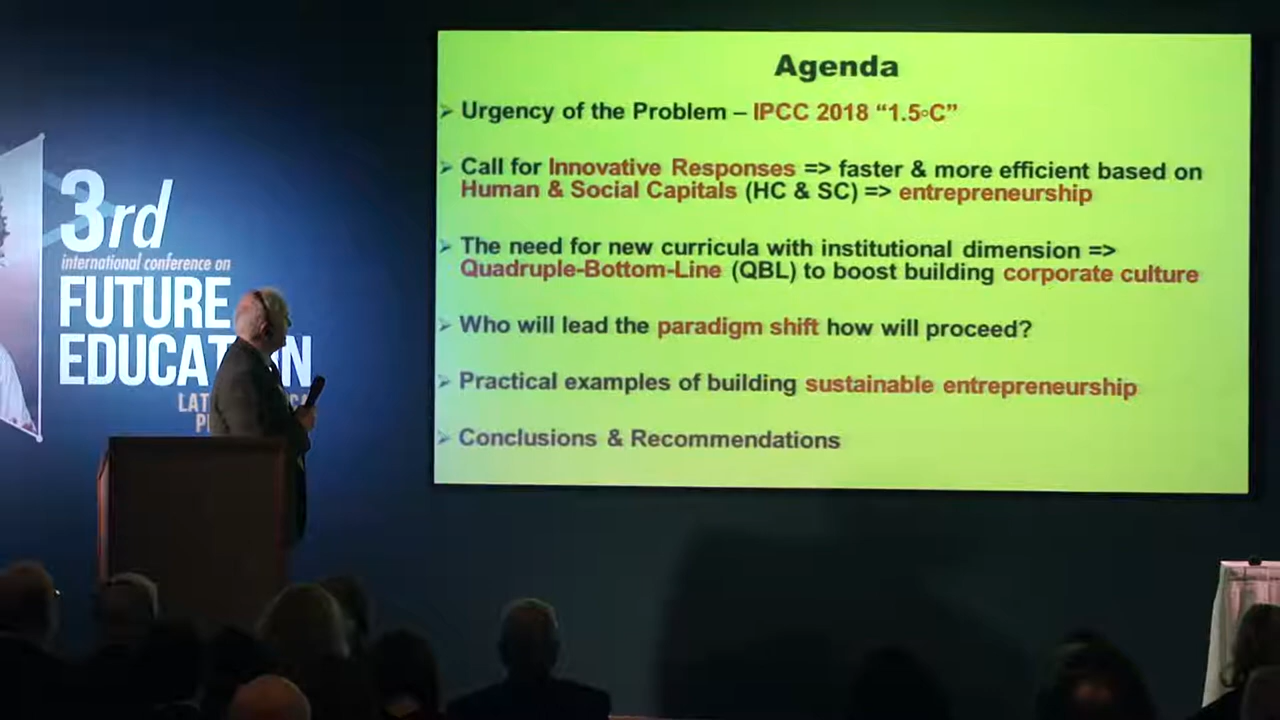 3rd
international conference on
FUTURE
Agenda
➢ Urgency of the Problem – IPCC 2018 “1.5◦C”
➢ Call for Innovative Responses => faster & more efficient based on
Human & Social Capitals (HC & SC) => entrepreneurship
➢ The need for new curricula with institutional dimension =>
Quadruple-Bottom-Line (QBL) to boost building corporate culture
➢ Who will lead the paradigm shift how will proceed?
➢ Practical examples of building sustainable entrepreneurship
➢ Conclusions & Recommendations